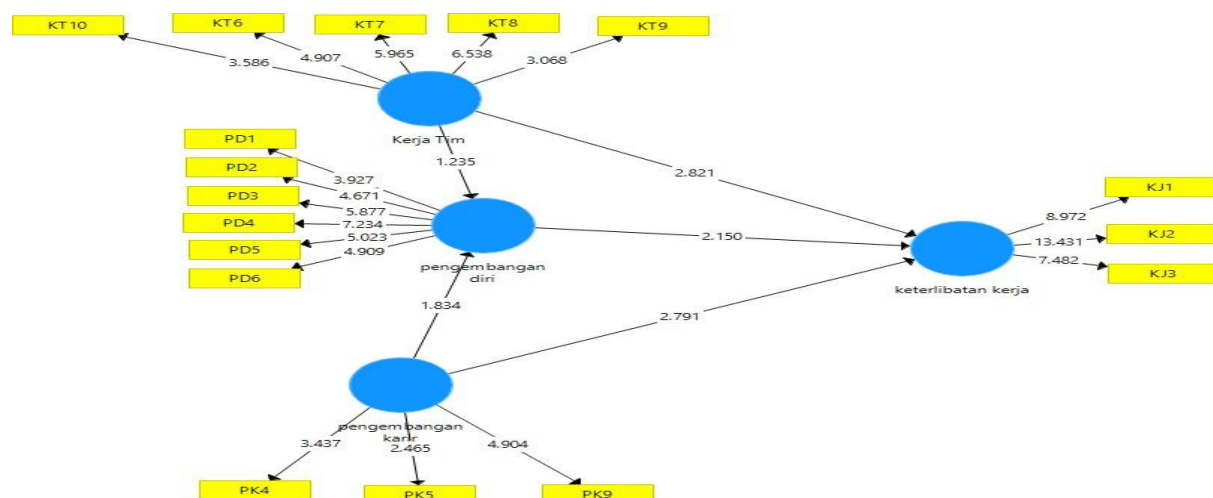 KT10
KT6
KT7
KT8
KT9
3.586
4.907
5.965
6.538
3.068
Kerja Tim
1.235
2.821
PD1
PD2
PD3
PD4
PD5
PD6
3.927
4.671
5.877
7.234
5.023
4.909
pengembangan
diri
2.150
1.834
2.791
keterlibatan kerja
8.972
13.431
7.482
KJ1
KJ2
KJ3
pengembangan
karir
3.437
2.465
4.904
PK4
PK5
PK9